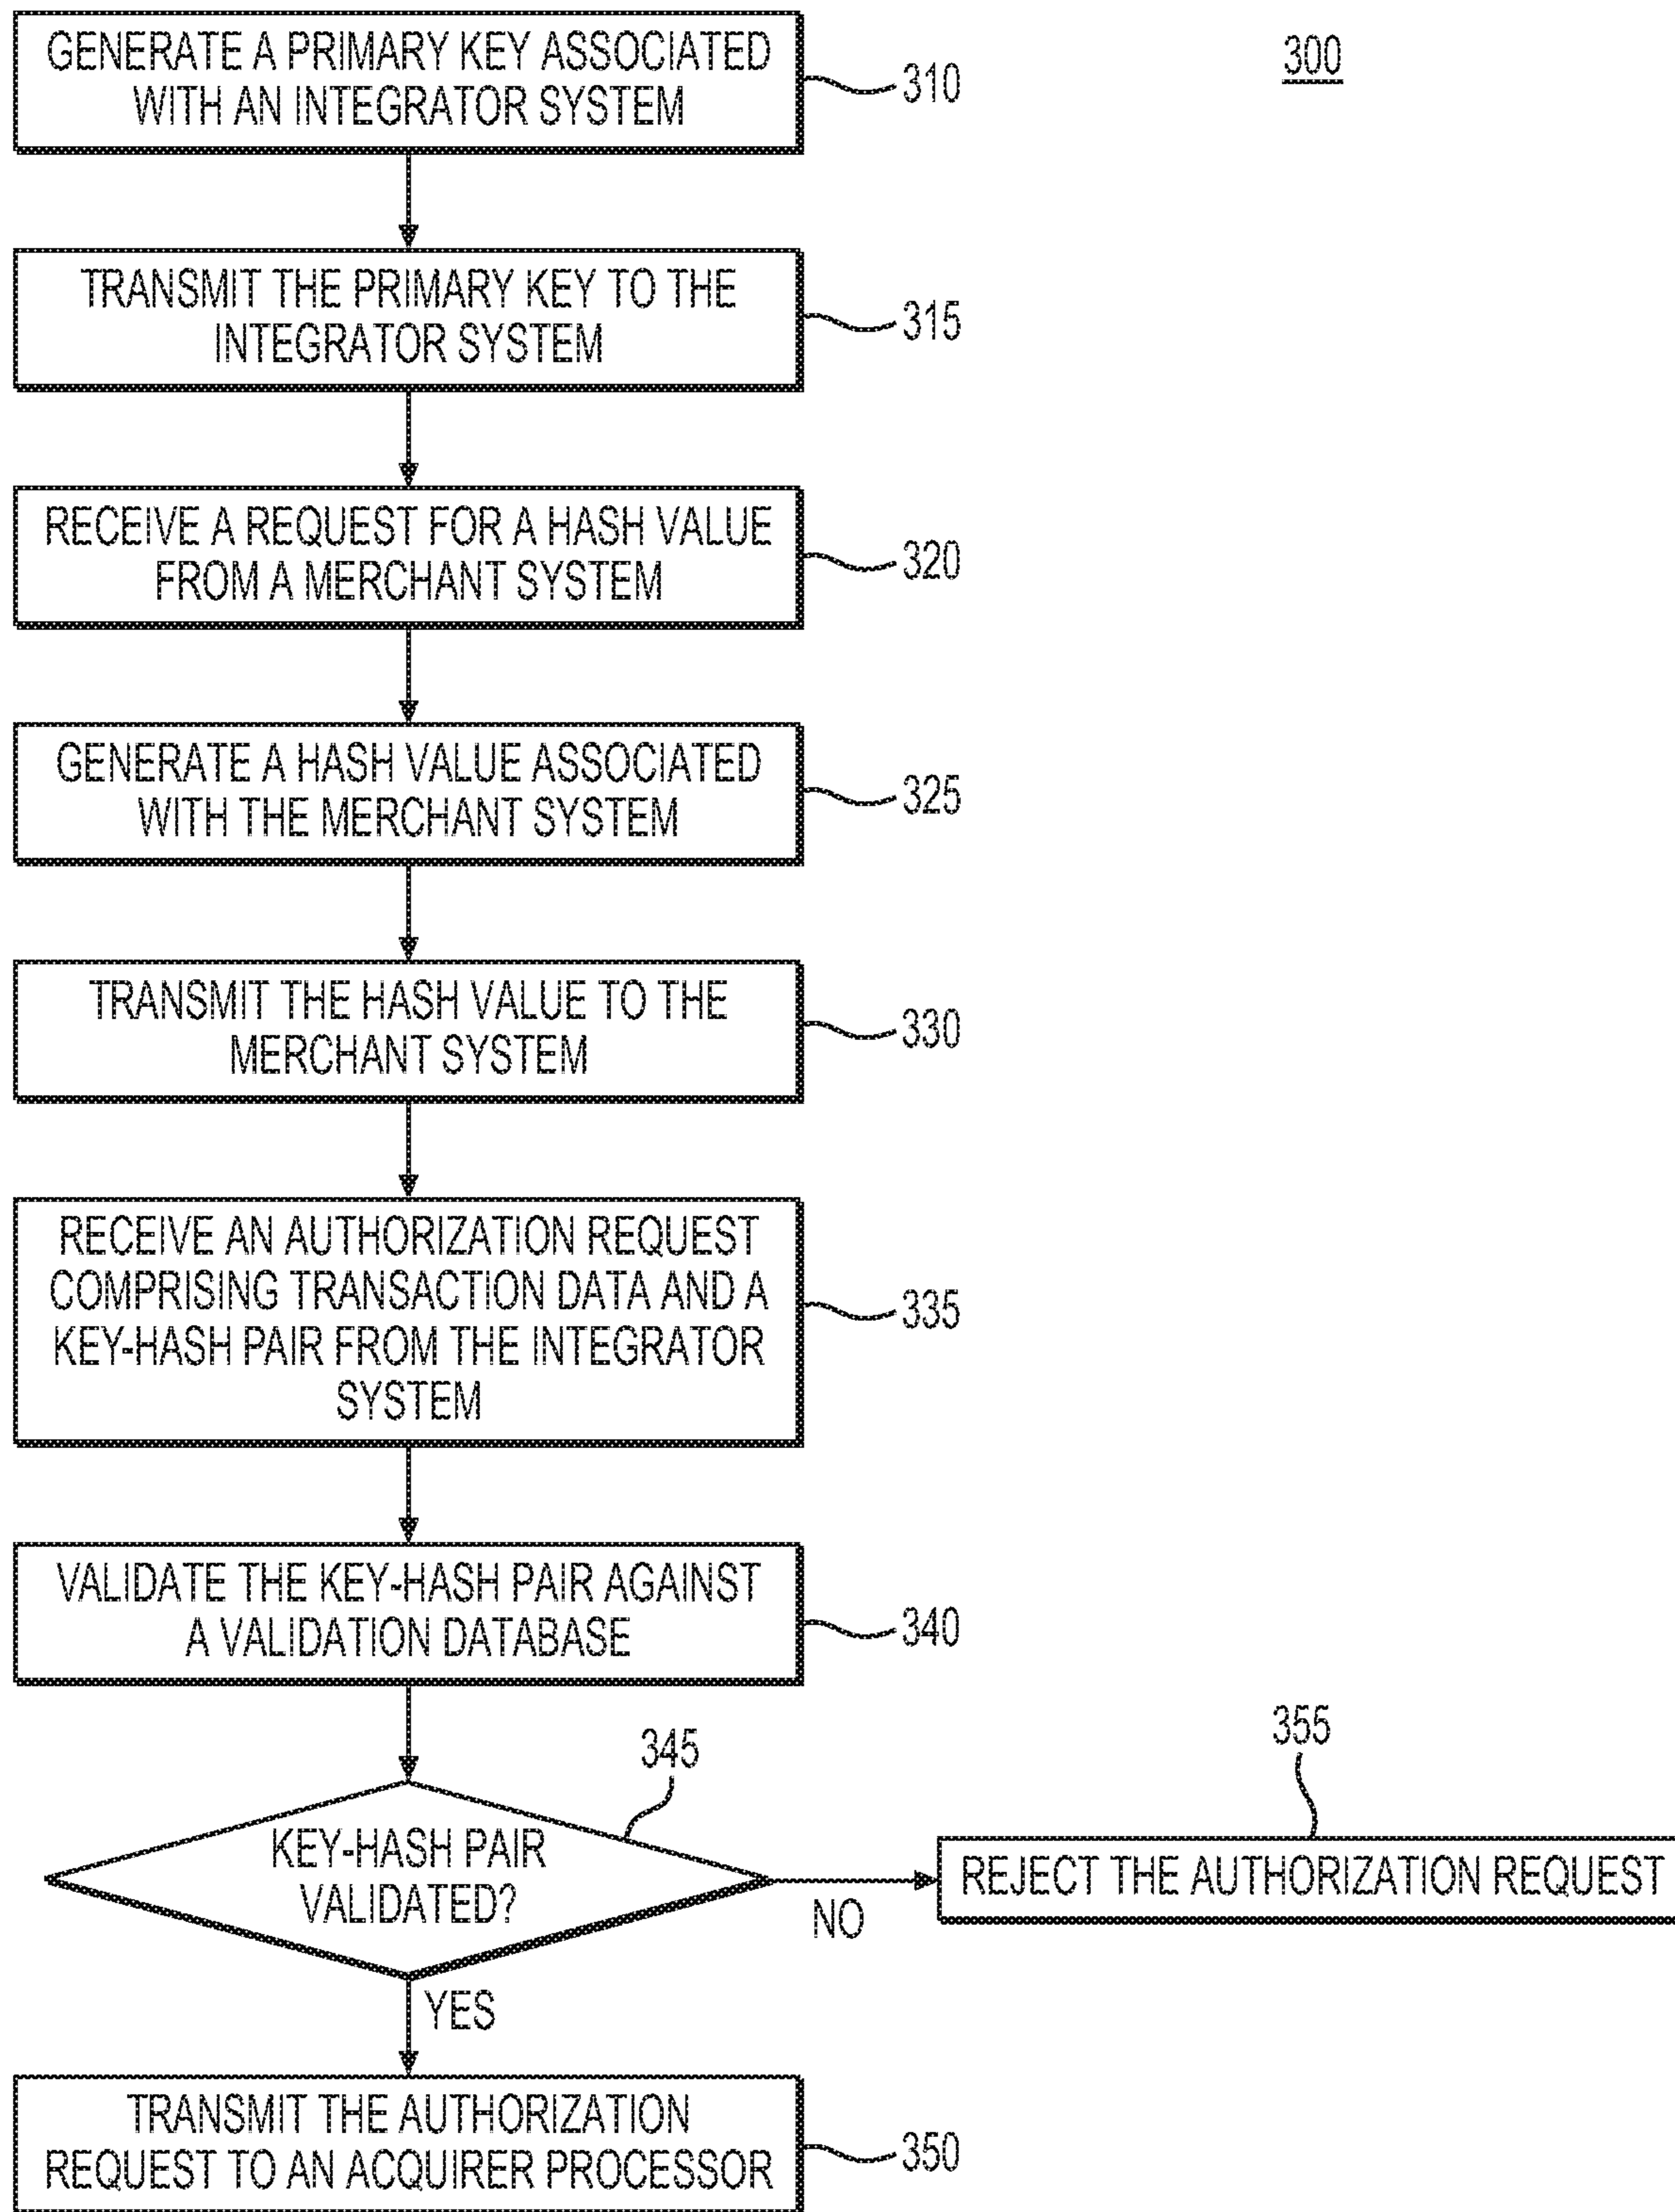 300
GENERATE A PRIMARY KEY ASSOCIATED
WITH AN INTEGRATOR SYSTEM
310
TRANSMIT THE PRIMARY KEY TO THE
INTEGRATOR SYSTEM
315
RECEIVE A REQUEST FOR A HASH VALUE
FROM A MERCHANT SYSTEM
320
GENERATE A HASH VALUE ASSOCIATED
WITH THE MERCHANT SYSTEM
325
TRANSMIT THE HASH VALUE TO THE
MERCHANT SYSTEM
330
RECEIVE AN AUTHORIZATION REQUEST
COMPRISING TRANSACTION DATA AND A
KEY-HASH PAIR FROM THE INTEGRATOR
SYSTEM
335
VALIDATE THE KEY-HASH PAIR AGAINST
A VALIDATION DATABASE
340
345
KEY-HASH PAIR
VALIDATED?
NO
355
REJECT THE AUTHORIZATION REQUEST
YES
TRANSMIT THE AUTHORIZATION
REQUEST TO AN ACQUIRER PROCESSOR
350